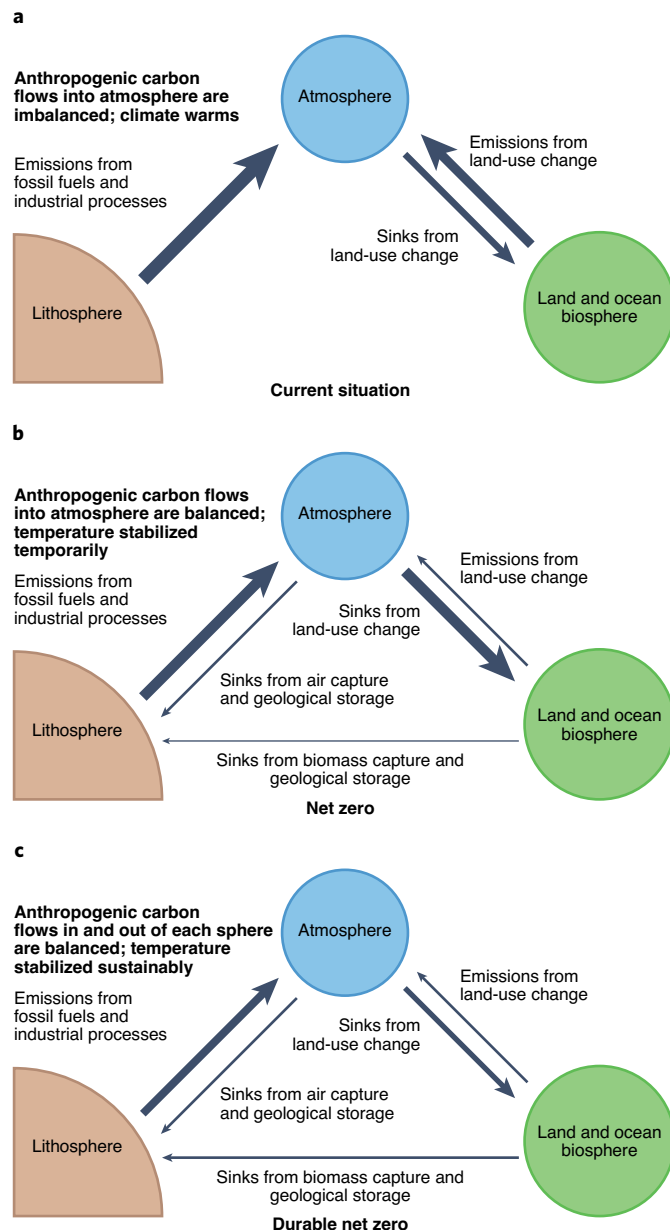 a
Anthropogenic carbon
flows into atmosphere are
imbalanced; climate warms
Atmosphere
Emissions from
fossil fuels and
industrial processes
Emissions from
land-use change
Sinks from
land-use change
Lithosphere
Land and ocean
biosphere
Current situation
b
Anthropogenic carbon flows
into atmosphere are balanced;
temperature stabilized
temporarily
Atmosphere
Emissions from
fossil fuels and
industrial processes
Emissions from
land-use change
Sinks from
land-use change
Sinks from air capture
and geological storage
Lithosphere
Land and ocean
biosphere
Sinks from biomass capture and
geological storage
Net zero
c
Anthropogenic carbon
flows in and out of each sphere
are balanced; temperature
stabilized sustainably
Atmosphere
Emissions from
fossil fuels and
industrial processes
Emissions from
land-use change
Sinks from
land-use change
Sinks from air capture
and geological storage
Lithosphere
Land and ocean
biosphere
Sinks from biomass capture and
geological storage
Durable net zero